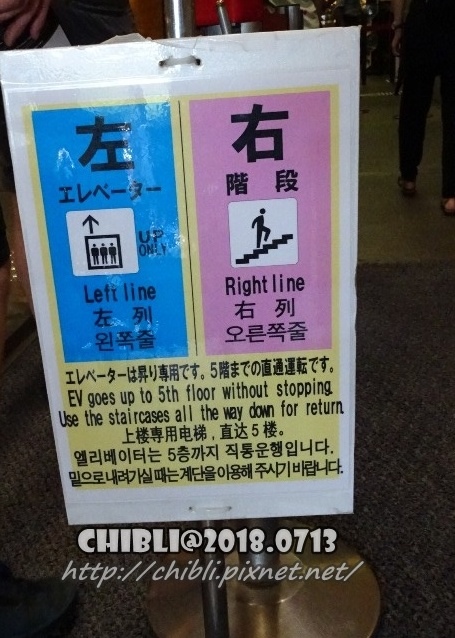 左
エレベーター
UP
ONLY
Left line
左 列
왼쪽줄
右
階 段
Right line
右 列
오른쪽줄
エレベーターは昇り専用です。5階までの直通運転です。
EV goes up to 5th floor without stopping.
Use the staircases all the way down for return.
上楼専用电梯，直达5楼。
엘리베이터는 5층까지 직통운행입니다.
밑으로내려가실때는계단을이용해주시기바랍니다.
CHIBLI@2018.0713
http://chibli.pixnet.net/